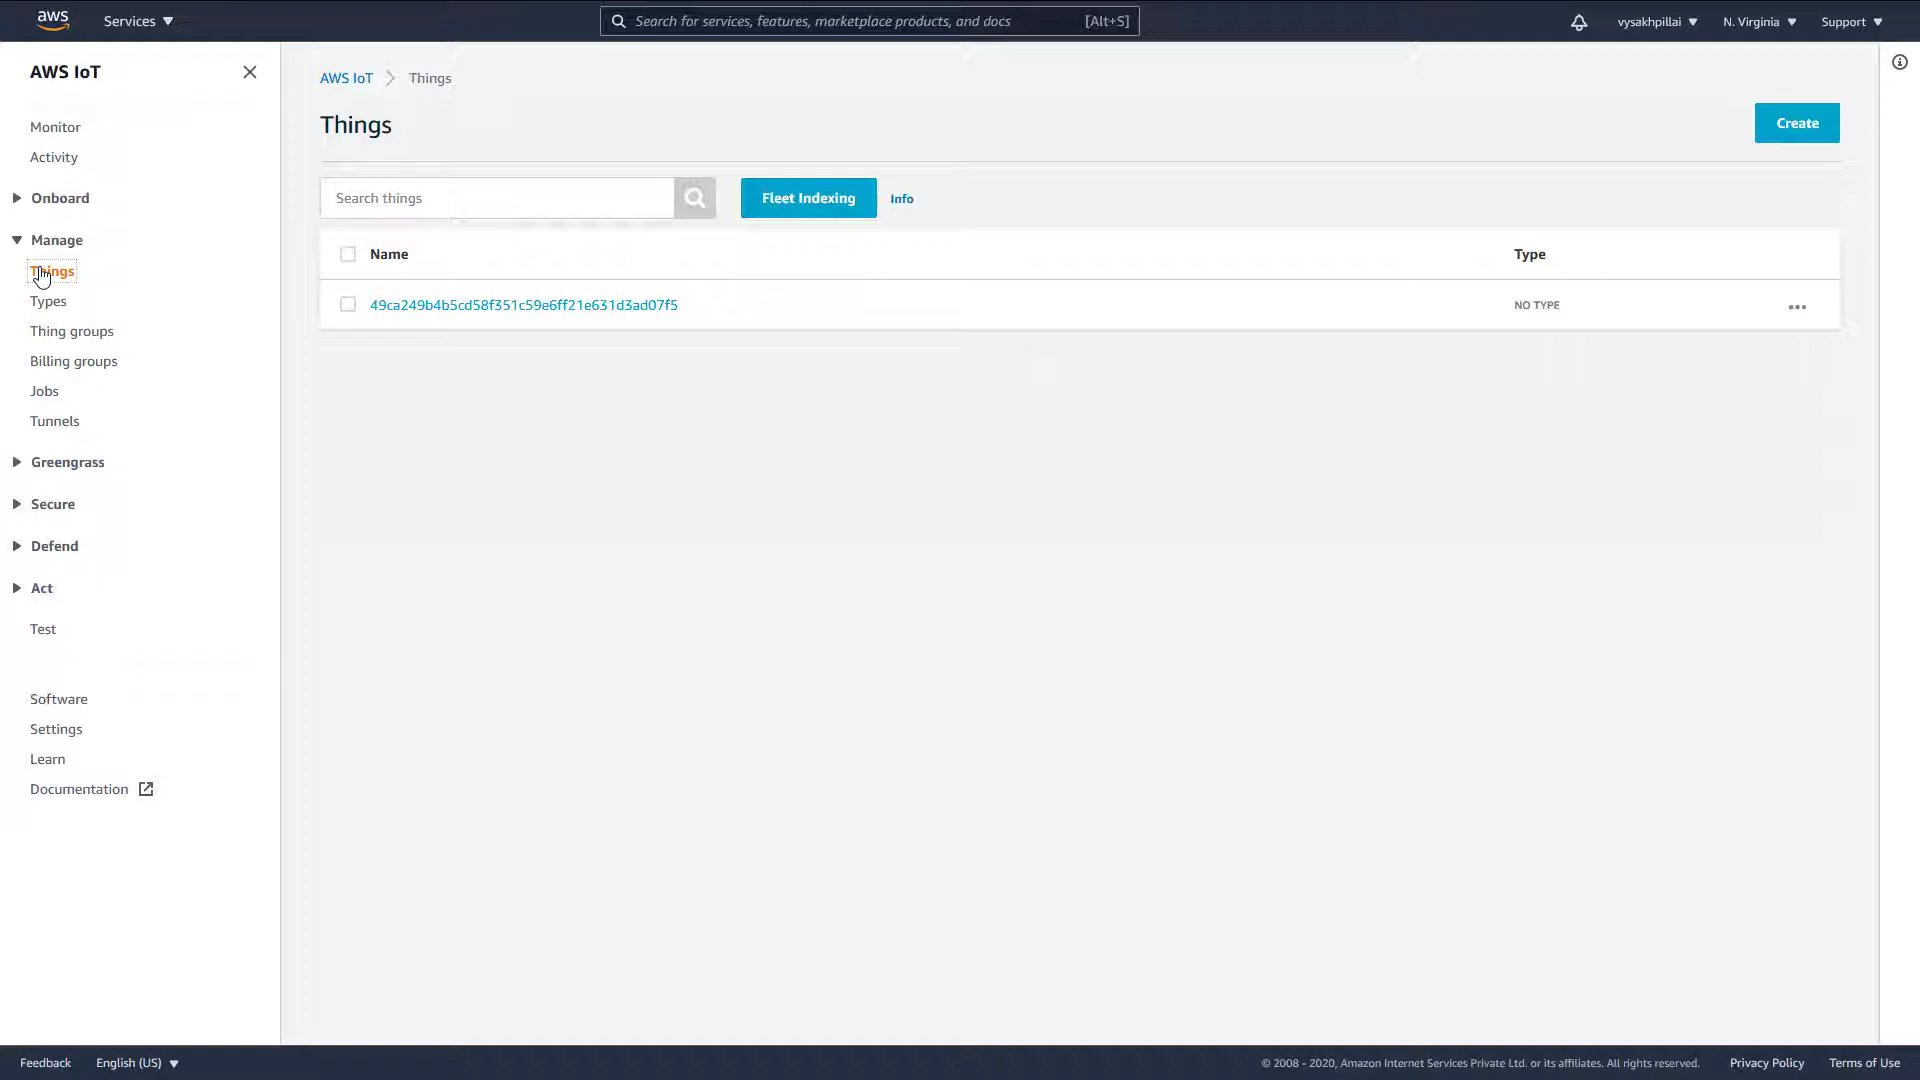 aws Services Search for services, features, marketplace products, and docs [Alt+S] vysakhpillai N. Virginia Support
AWS IoT
Monitor
Activity
Onboard
Manage
Things
Types
Thing groups
Billing groups
Jobs
Tunnels
Greengrass
Secure
Defend
Act
Test
Software
Settings
Learn
Documentation
AWS IoT Things
Things Create
Search things Fleet Indexing Info
Name Type
49ca249b4b5cd58f351c59e6ff21e631d3ad07f5 NO TYPE
Feedback English (US) © 2008 - 2020, Amazon Internet Services Private Ltd. or its affiliates. All rights reserved. Privacy Policy Terms of Use